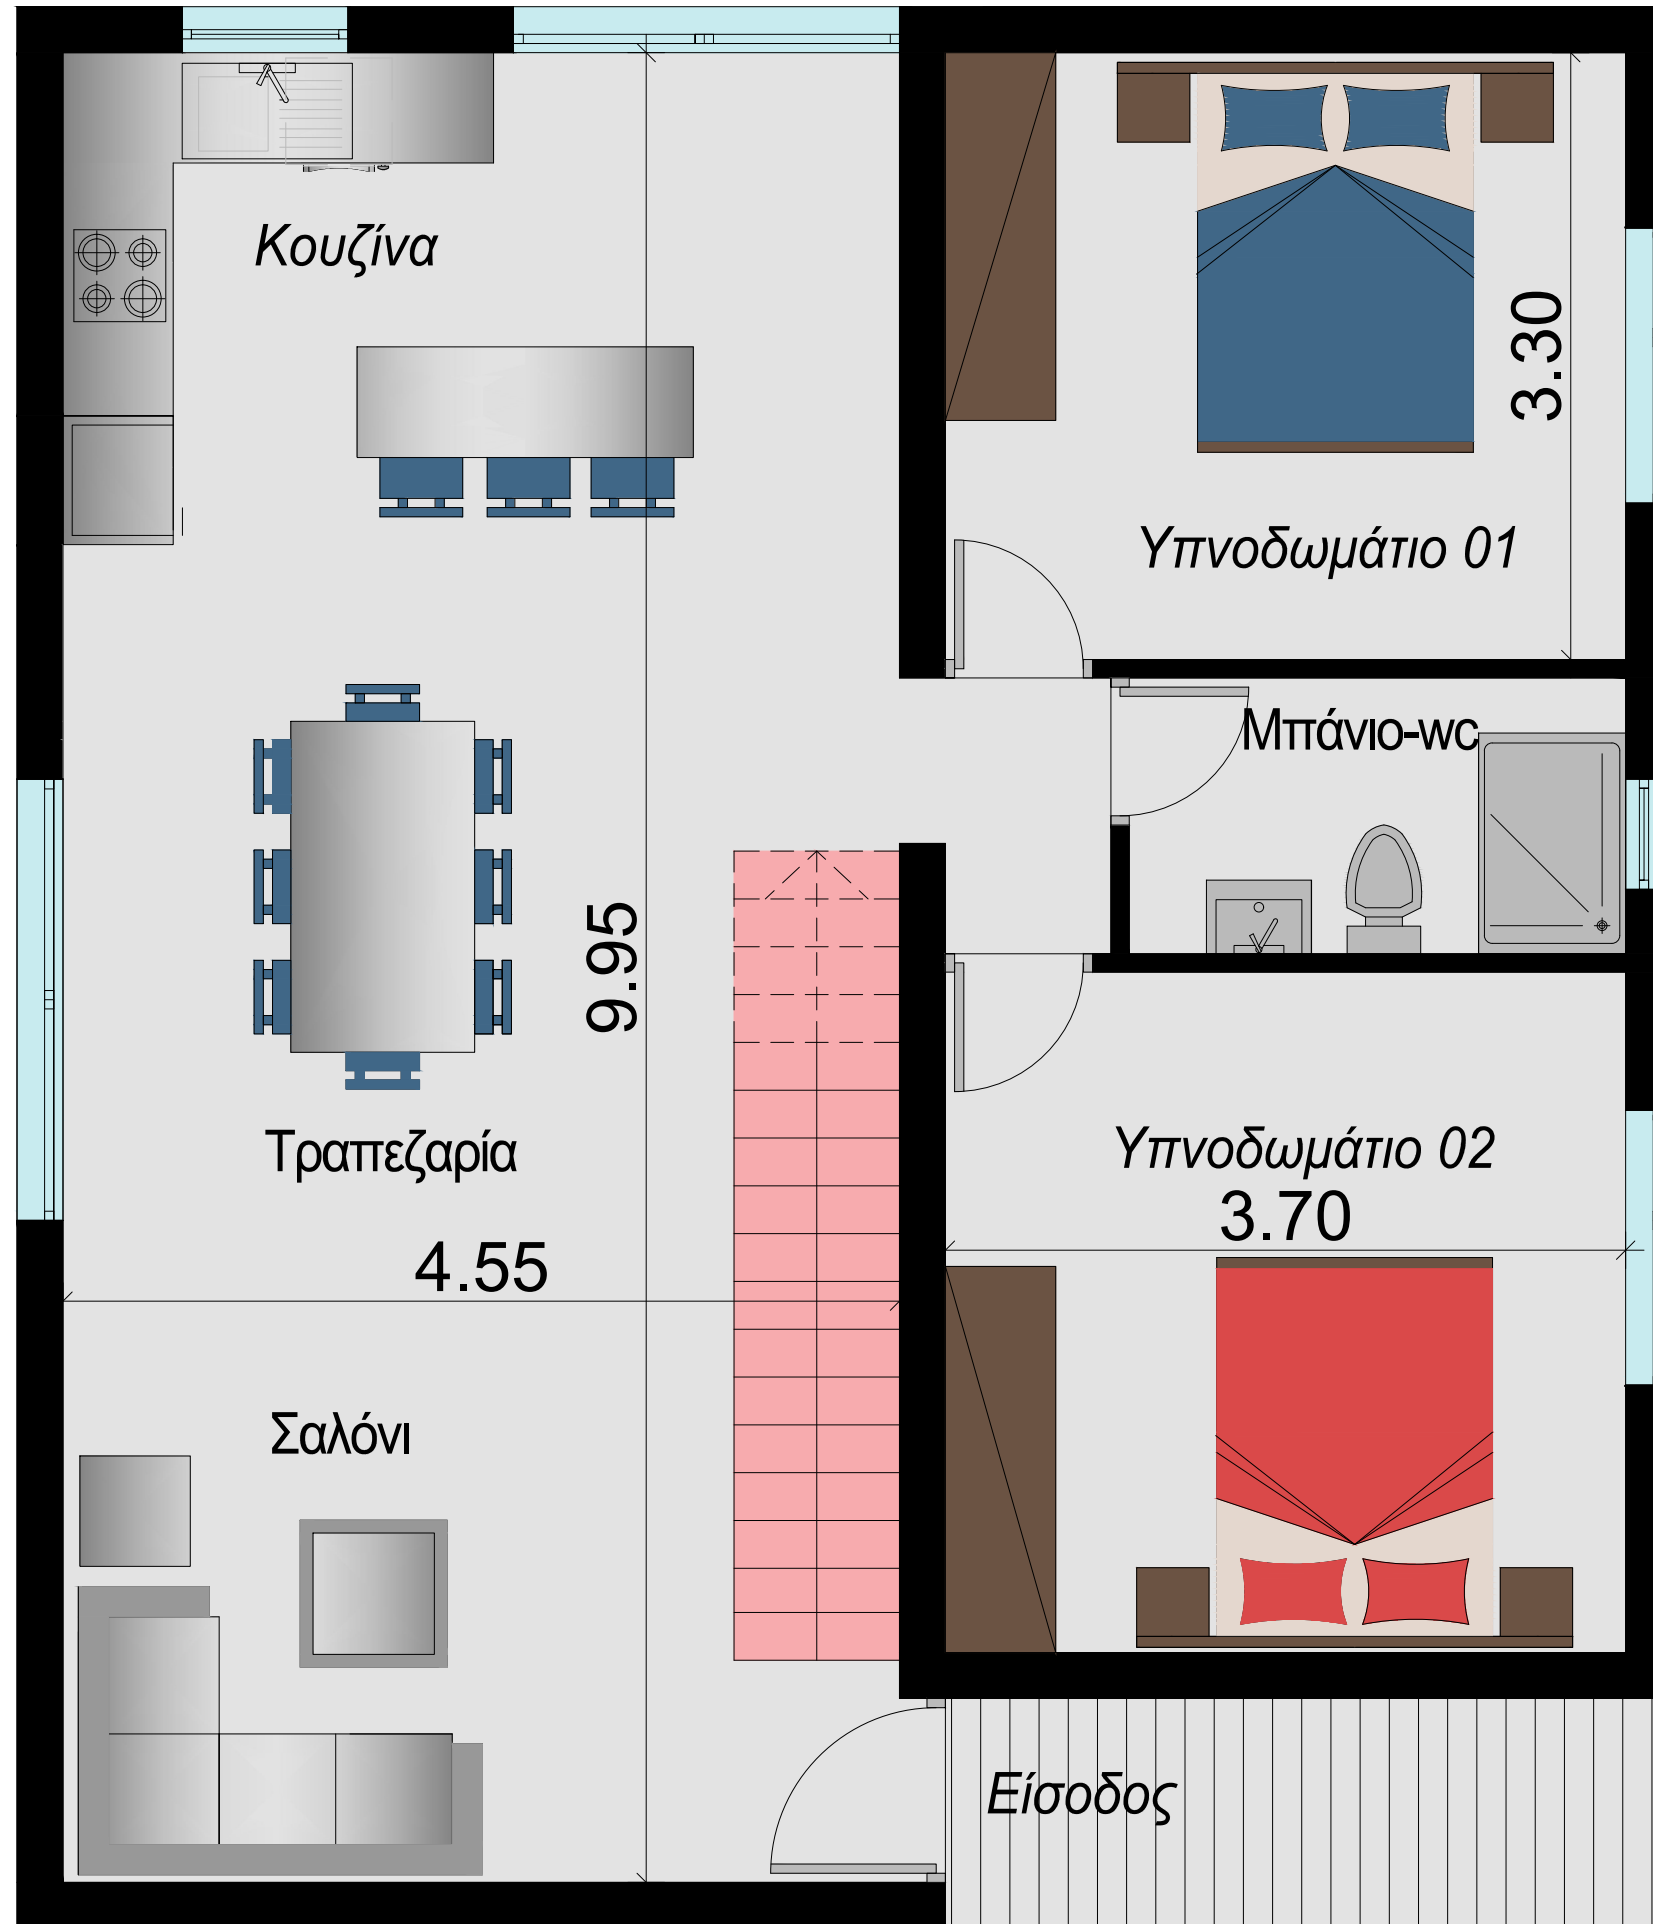 Κουζίνα
3.30
Υπνοδωμάτιο 01
Μπάνιο-wc
9.95
Τραπεζαρία
Υπνοδωμάτιο 02
3.70
4.55
Σαλόνι
Είσοδος